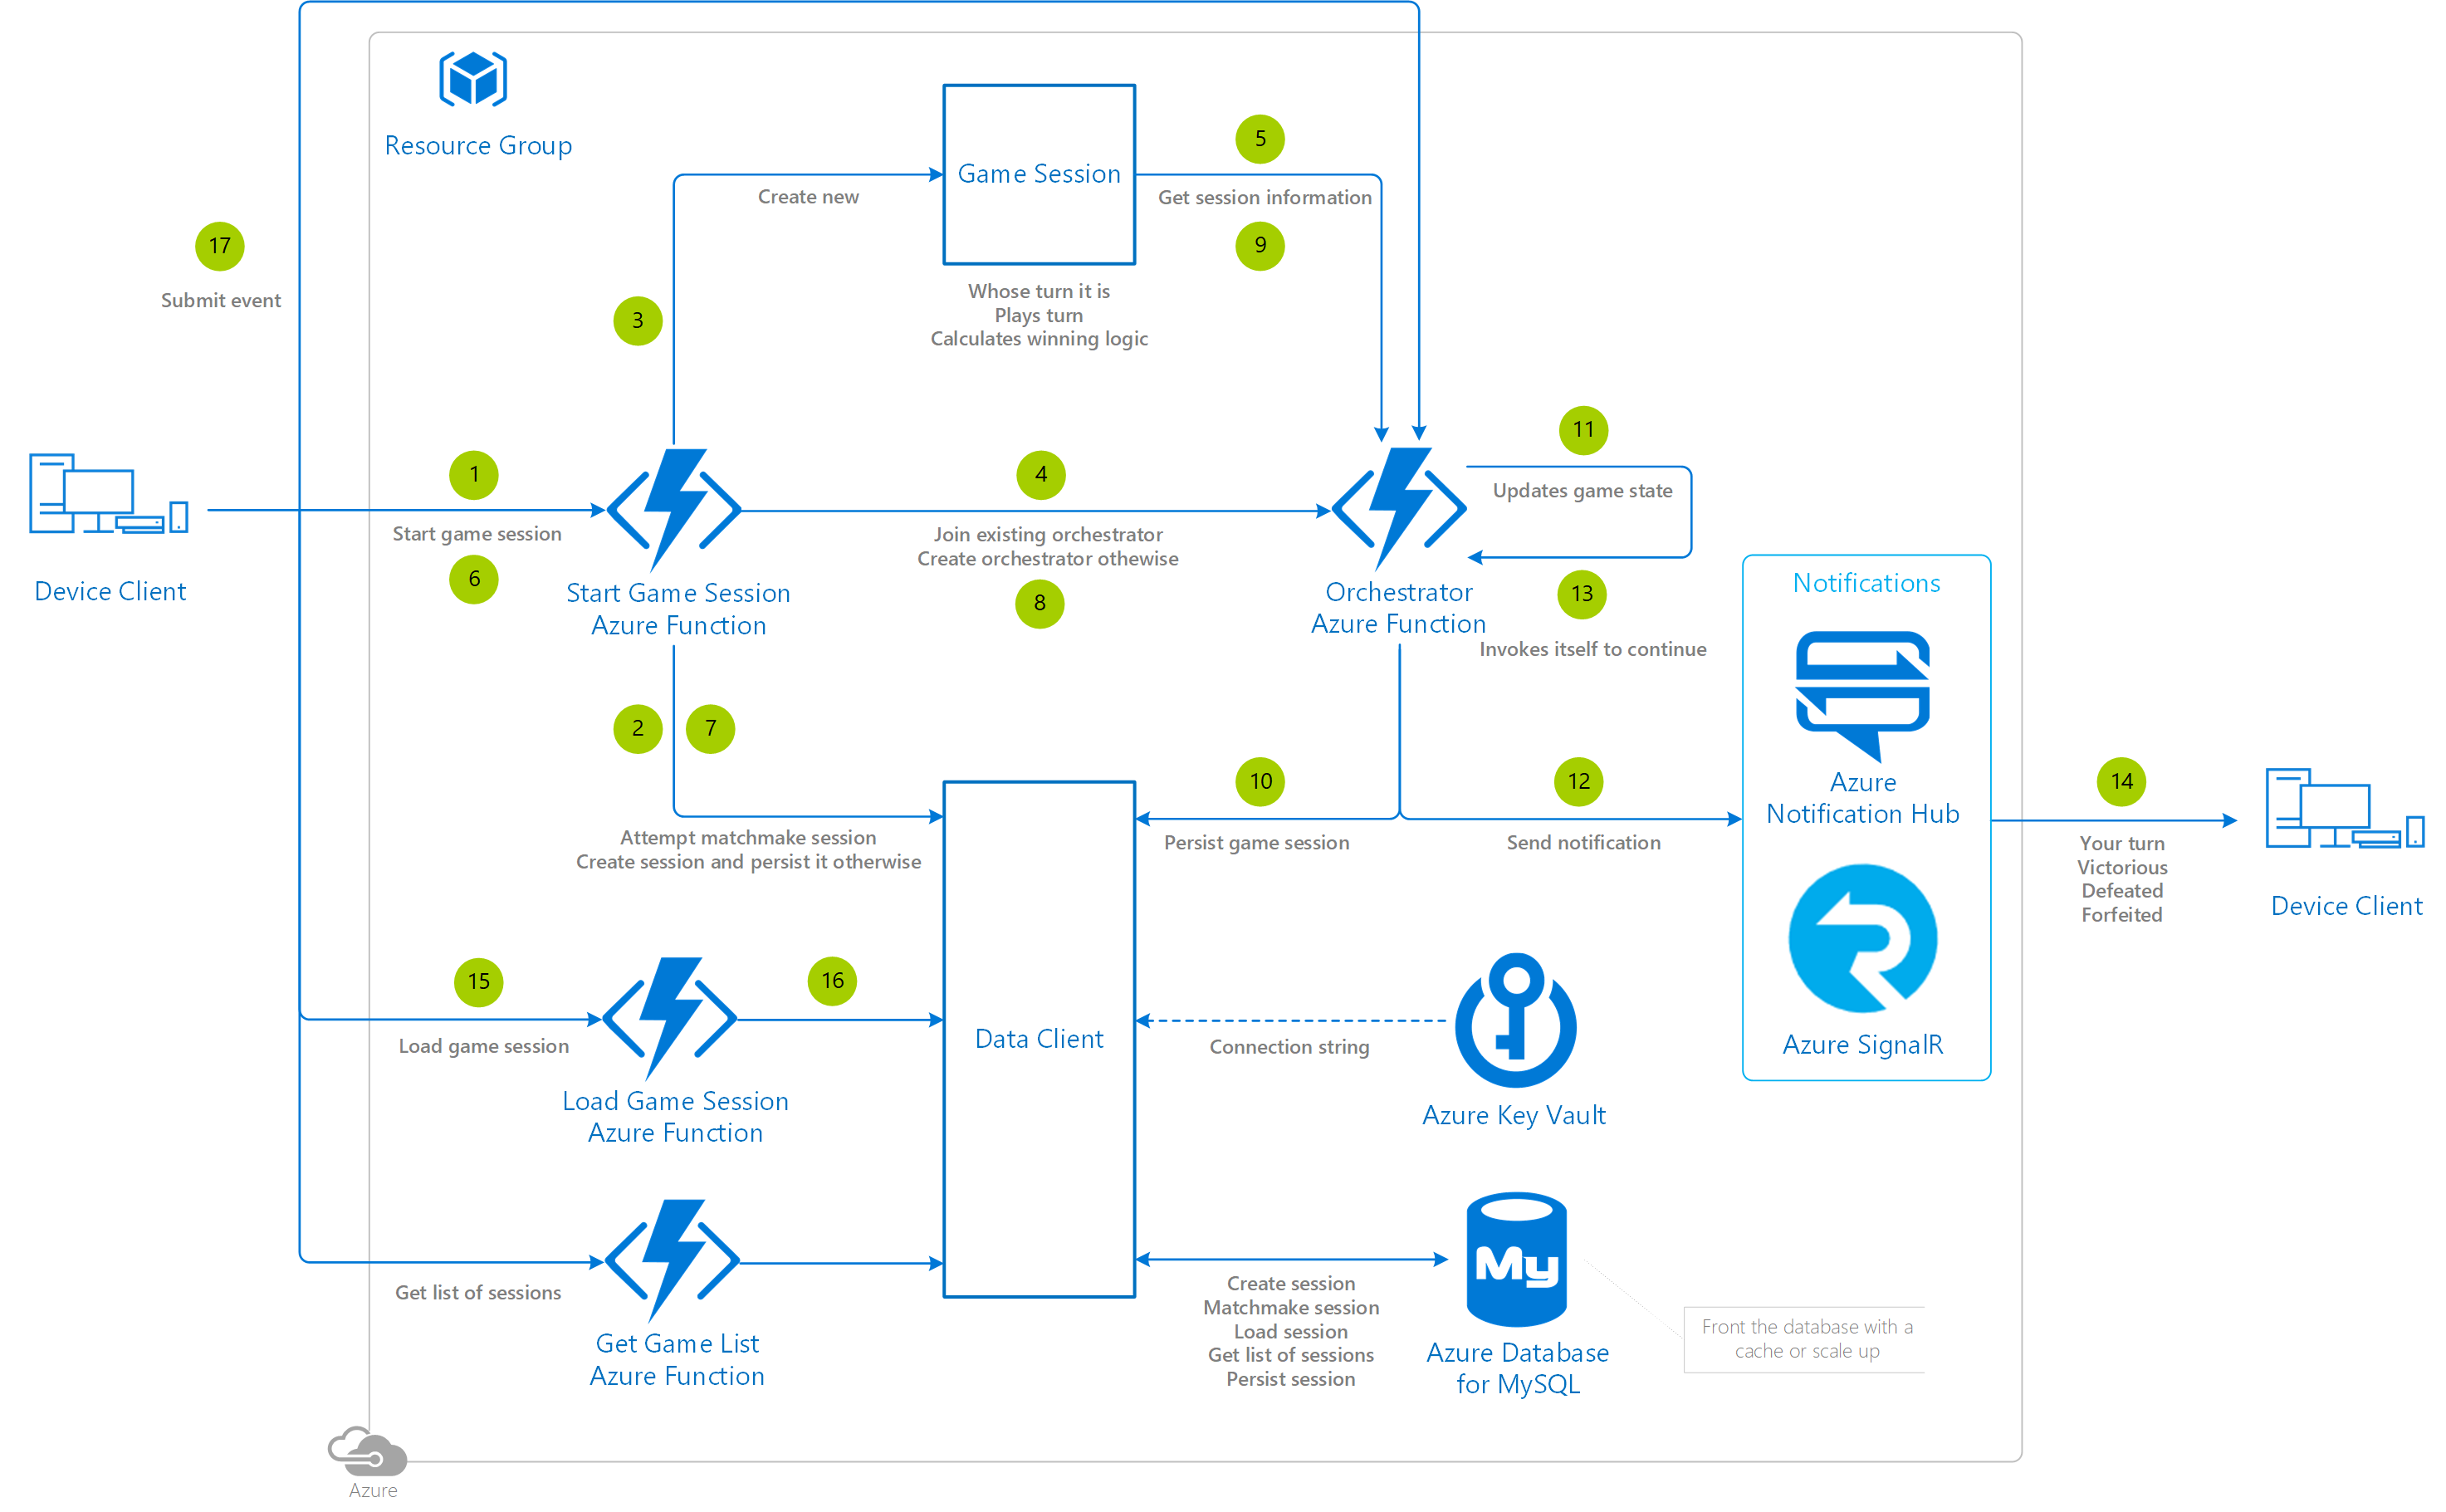 Resource Group
17
Submit event
3
Create new
Game Session
5
Get session information
9
Whose turn it is
Plays turn
Calculates winning logic
Device Client
1
Start game session
6
Start Game Session
Azure Function
4
Join existing orchestrator
Create orchestrator othewise
8
Orchestrator
Azure Function
11
Updates game state
13
Invokes itself to continue
2
7
Attempt matchmake session
Create session and persist it otherwise
10
Persist game session
12
Send notification
Notifications
Azure
Notification Hub
Azure SignalR
14
Your turn
Victorious
Defeated
Forfeited
Device Client
15
Load game session
Load Game Session
Azure Function
16
Data Client
Connection string
Azure Key Vault
Get list of sessions
Get Game List
Azure Function
Create session
Matchmake session
Load session
Get list of sessions
Persist session
My
Azure Database
for MySQL
Front the database with a
cache or scale up
Azure